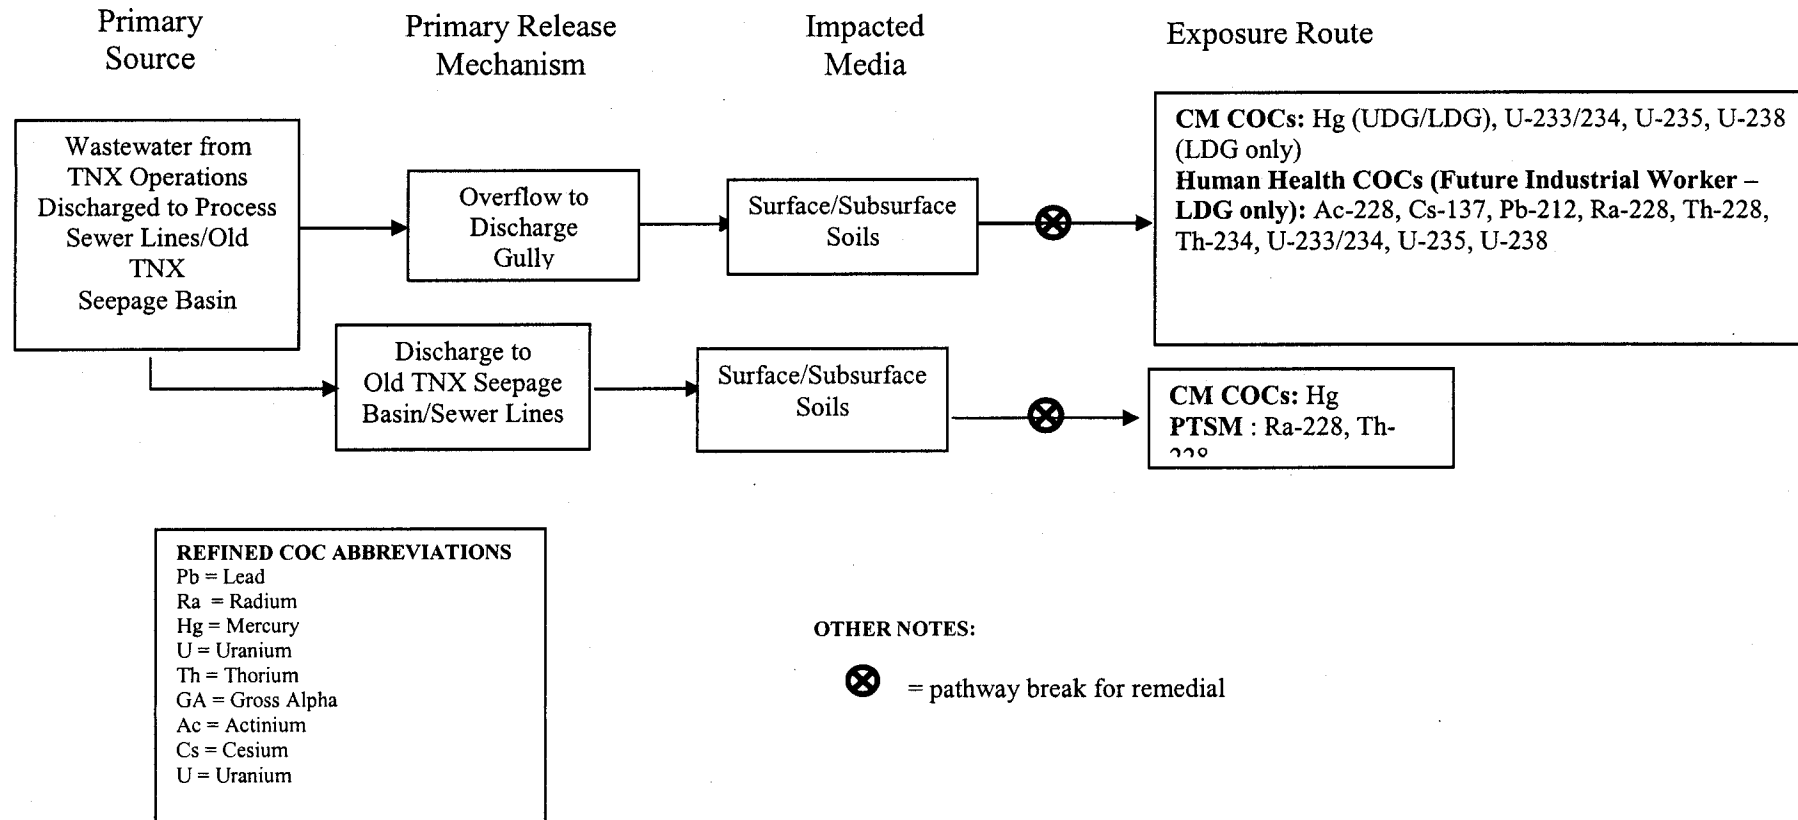 Primary
Source
Primary Release
Mechanism
Impacted
Media
Exposure Route
Wastewater from
TNX Operations
Discharged to Process
Sewer Lines/Old
TNX
Seepage Basin
Overflow to
Discharge
Gully
Surface/Subsurface
Soils
CM COCs: Hg (UDG/LDG), U-233/234, U-235, U-238
(LDG only)
Human Health COCs (Future Industrial Worker –
LDG only): Ac-228, Cs-137, Pb-212, Ra-228, Th-228,
Th-234, U-233/234, U-235, U-238
Discharge to
Old TNX Seepage
Basin/Sewer Lines
Surface/Subsurface
Soils
CM COCs: Hg
PTSM : Ra-228, Th-
228
REFINED COC ABBREVIATIONS
Pb = Lead
Ra = Radium
Hg = Mercury
U = Uranium
Th = Thorium
GA = Gross Alpha
Ac = Actinium
Cs = Cesium
U = Uranium
OTHER NOTES:
= pathway break for remedial